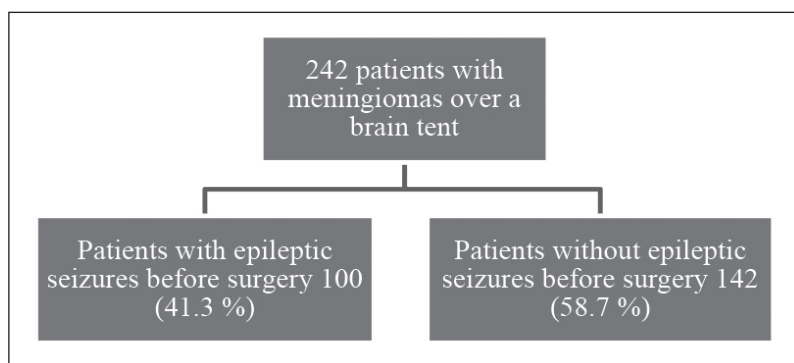 242 patients with
meningiomas over a
brain tent
Patients with epileptic
seizures before surgery 100
(41.3 %)
Patients without epileptic
seizures before surgery 142
(58.7 %)